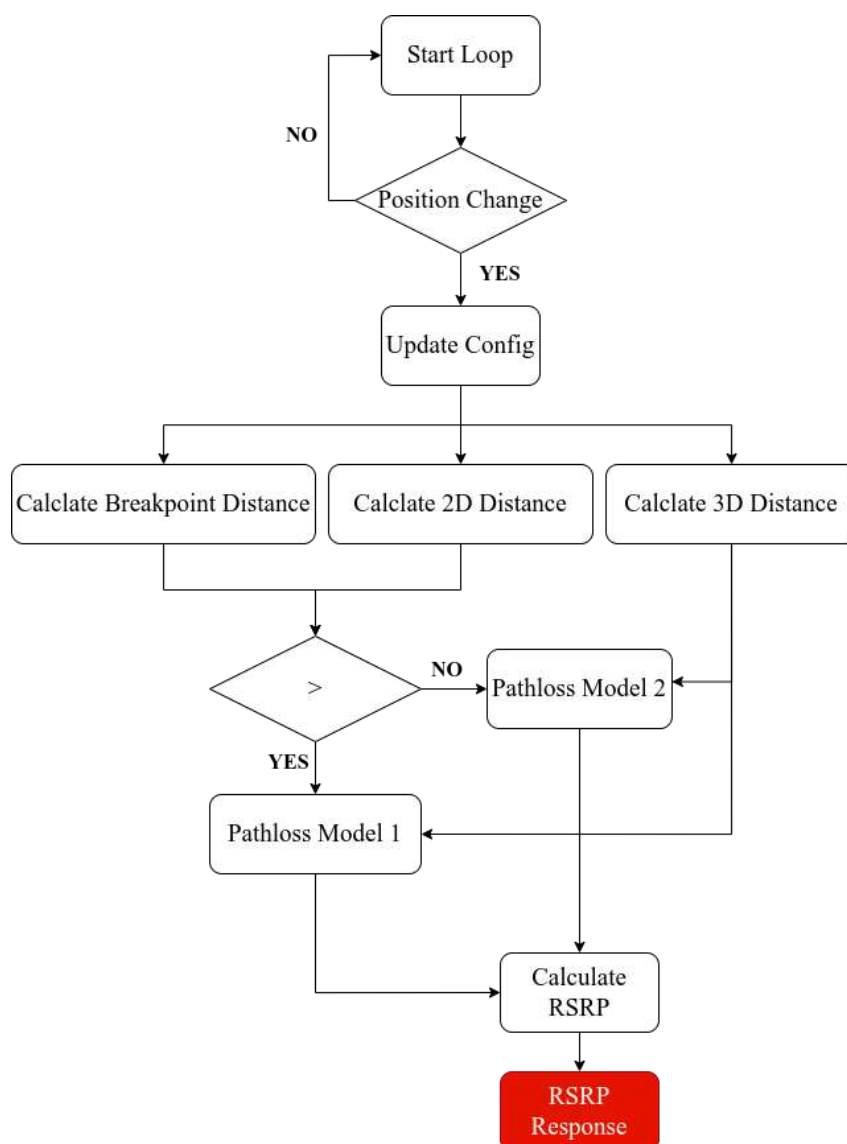 Start Loop
NO
Position Change
YES
Update Config
Calclate Breakpoint Distance
Calclate 2D Distance
Calclate 3D Distance
>
NO
Pathloss Model 2
YES
Pathloss Model 1
Calculate
RSRP
RSRP
Response